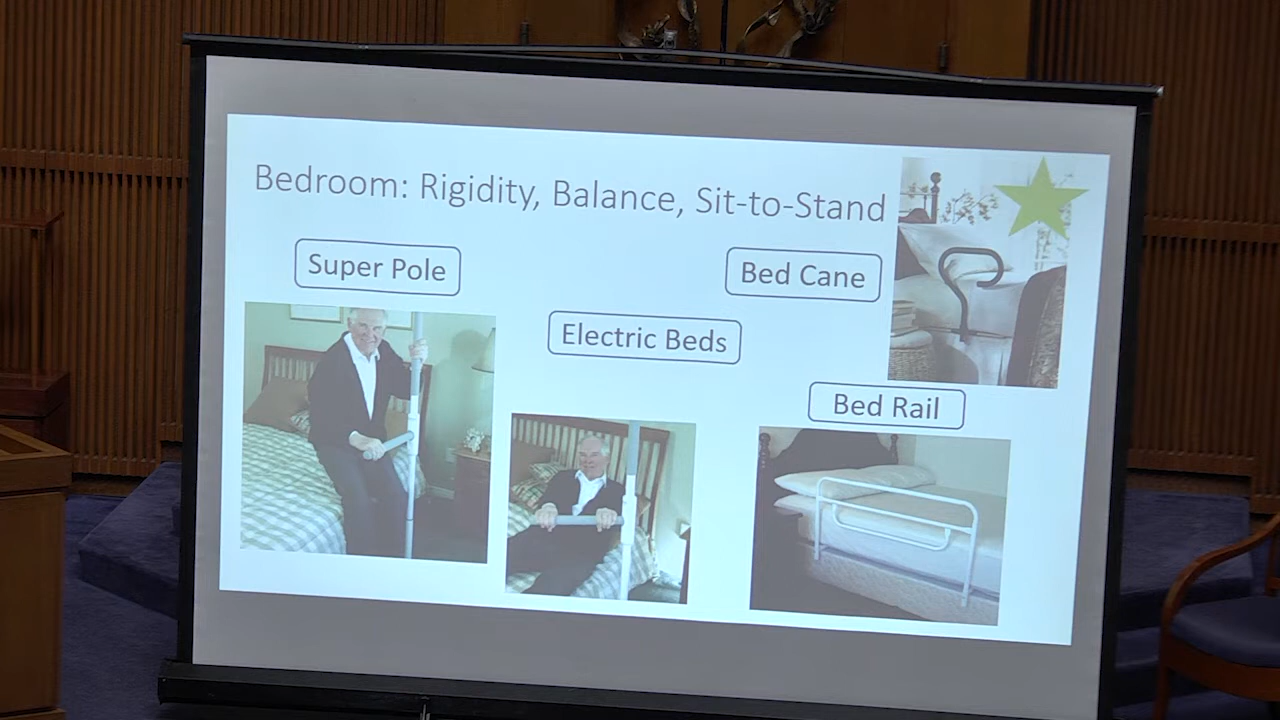 Bedroom: Rigidity, Balance, Sit-to-Stand
Super Pole
Bed Cane
Electric Beds
Bed Rail